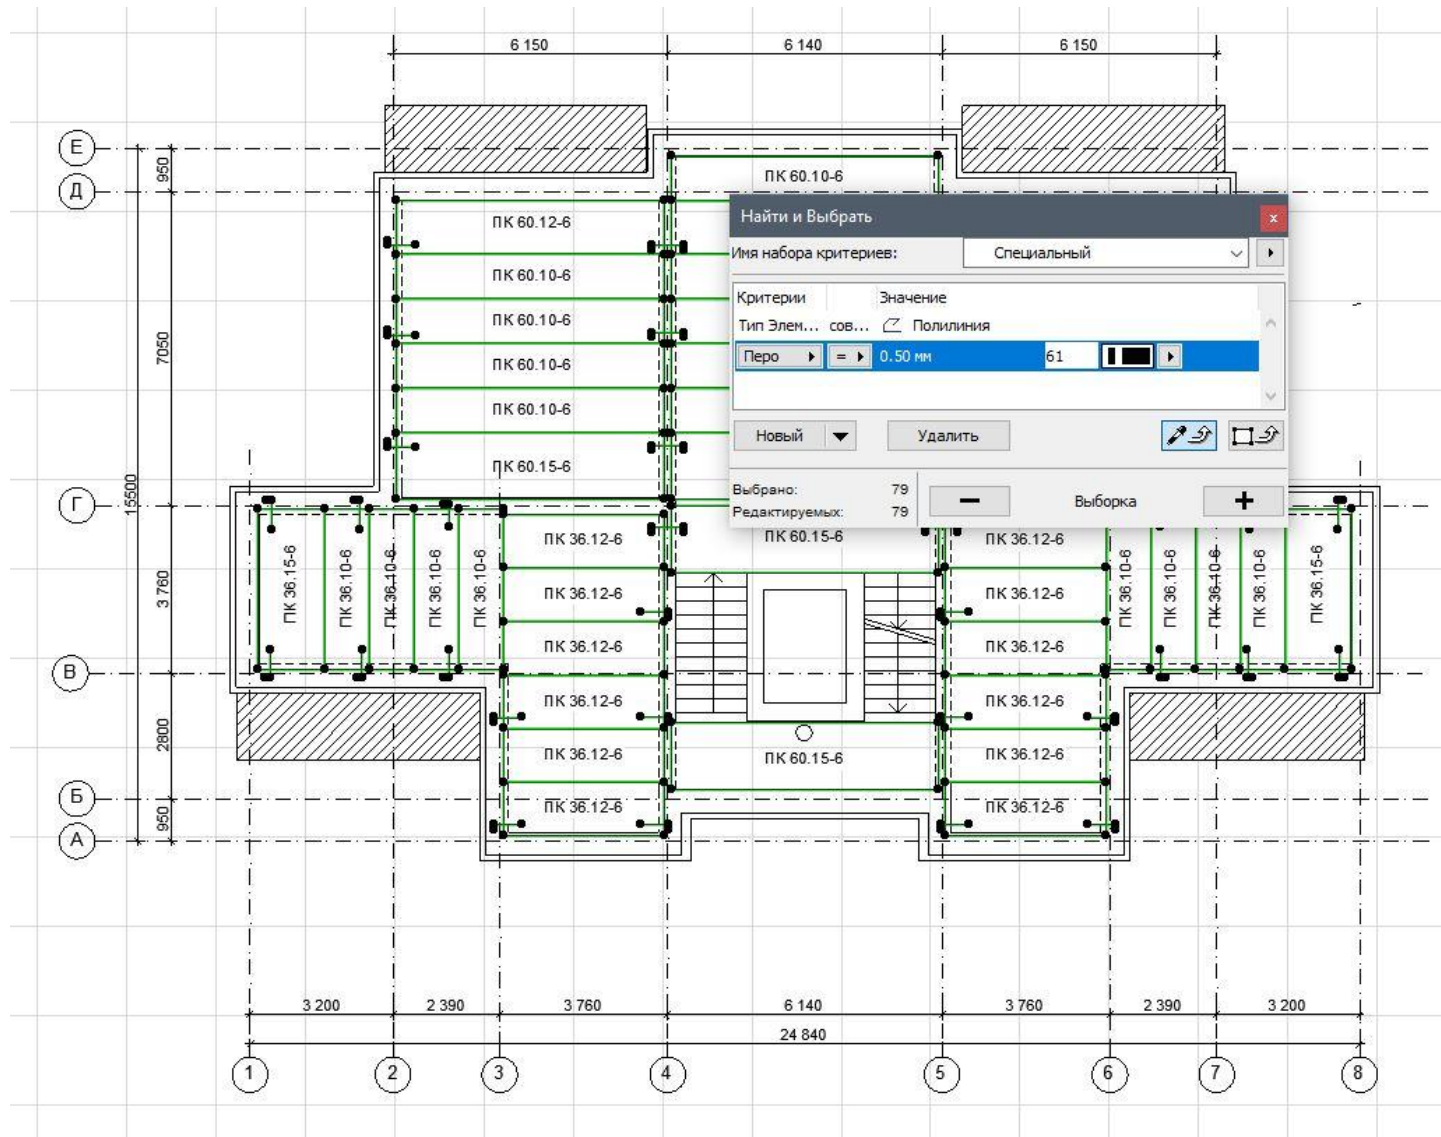 6 150
6 140
6 150
Е
950
Д
ПК 60.10-6
ПК 60.12-6
ПК 60.10-6
ПК 60.10-6
7050
ПК 60.10-6
ПК 60.10-6
ПК 60.15-6
15500
Найти и Выбрать
x
Имя набора критериев:
Специальный
Критерии
Значение
Тип Элем... сов... Полилиния
Перо = 0.50 мм 61
Новый
Удалить
Выбрано: 79
Редактируемых: 79
Выборка
Г
3 760
ПК 36.15-6
ПК 36.10-6
ПК 36.10-6
ПК 36.10-6
ПК 36.10-6
ПК 36.12-6
ПК 36.12-6
ПК 36.12-6
ПК 60.15-6
ПК 36.12-6
ПК 36.12-6
ПК 36.12-6
ПК 36.10-6
ПК 36.10-6
ПК 36.10-6
ПК 36.10-6
ПК 36.15-6
В
2800
ПК 36.12-6
ПК 36.12-6
ПК 36.12-6
ПК 60.15-6
ПК 36.12-6
ПК 36.12-6
ПК 36.12-6
Б
950
А
3 200
2 390
3 760
6 140
3 760
2 390
3 200
24 840
1
2
3
4
5
6
7
8